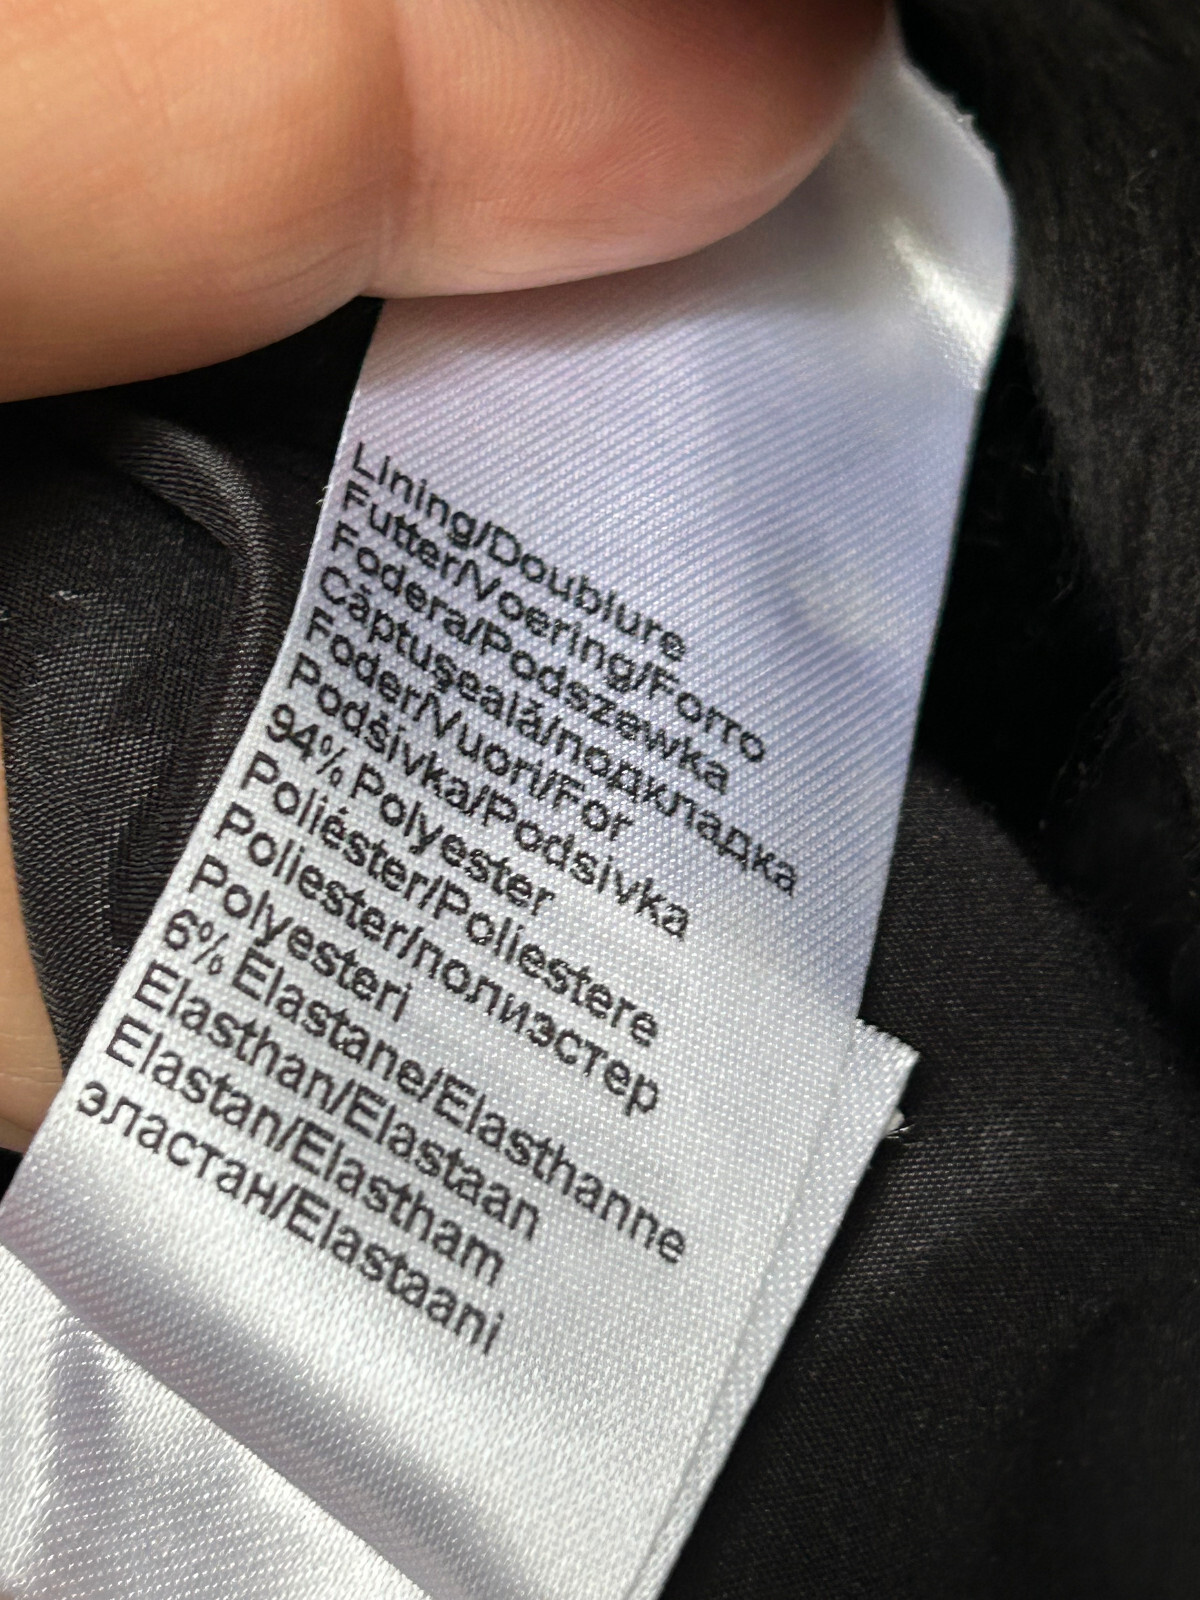 Lining/Doublure
Futter/Voering/Forro
Fodera/Podszewka
Căptuşeală/подкладка
Foder/Vuori/For
Podšívka/Podsivka
94% Polyester
Poliéster/Poliestere
Poliester/полиэстер
Polyesteri
6% Elastane/Elasthanne
Elasthan/Elastaan
Elastan/Elastham
эластан/Elastaani